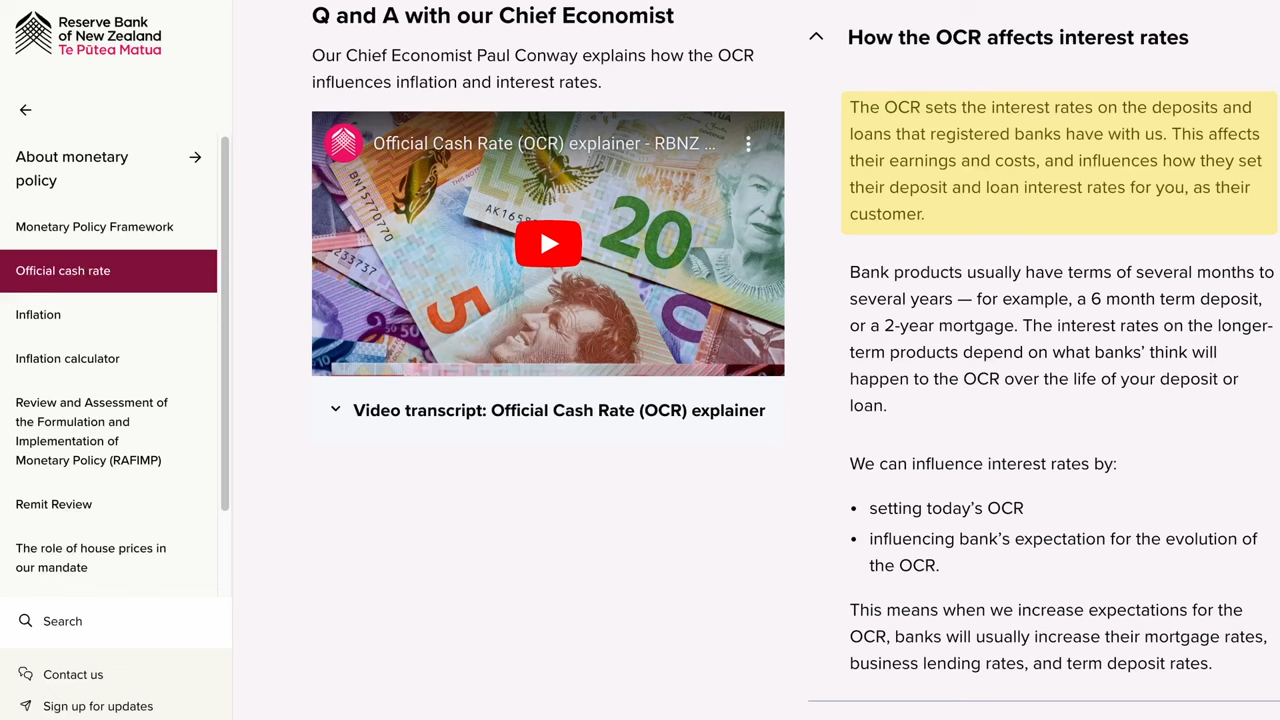 Reserve Bank
of New Zealand
Te Pūtea Matua
About monetary
policy
Monetary Policy Framework
Official cash rate
Inflation
Inflation calculator
Review and Assessment of
the Formulation and
Implementation of
Monetary Policy (RAFIMP)
Remit Review
The role of house prices in
our mandate
Search
Contact us
Sign up for updates
Q and A with our Chief Economist
Our Chief Economist Paul Conway explains how the OCR
influences inflation and interest rates.
Official Cash Rate (OCR) explainer - RBNZ ...
BN15770770
AK165
20
233737
5
50
50
Video transcript: Official Cash Rate (OCR) explainer
How the OCR affects interest rates
The OCR sets the interest rates on the deposits and
loans that registered banks have with us. This affects
their earnings and costs, and influences how they set
their deposit and loan interest rates for you, as their
customer.
Bank products usually have terms of several months to
several years — for example, a 6 month term deposit,
or a 2-year mortgage. The interest rates on the longer-
term products depend on what banks’ think will
happen to the OCR over the life of your deposit or
loan.
We can influence interest rates by:
• setting today’s OCR
• influencing bank’s expectation for the evolution of
the OCR.
This means when we increase expectations for the
OCR, banks will usually increase their mortgage rates,
business lending rates, and term deposit rates.